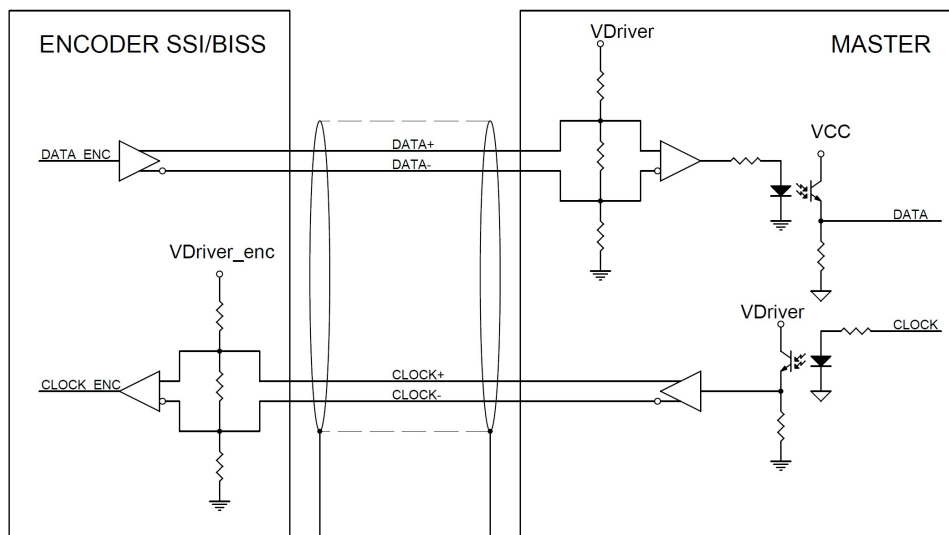 ENCODER SSI/BISS
MASTER
VDriver
VCC
DATA_ENC
DATA+
DATA-
DATA
VDriver_enc
VDriver
CLOCK
CLOCK_ENC
CLOCK+
CLOCK-